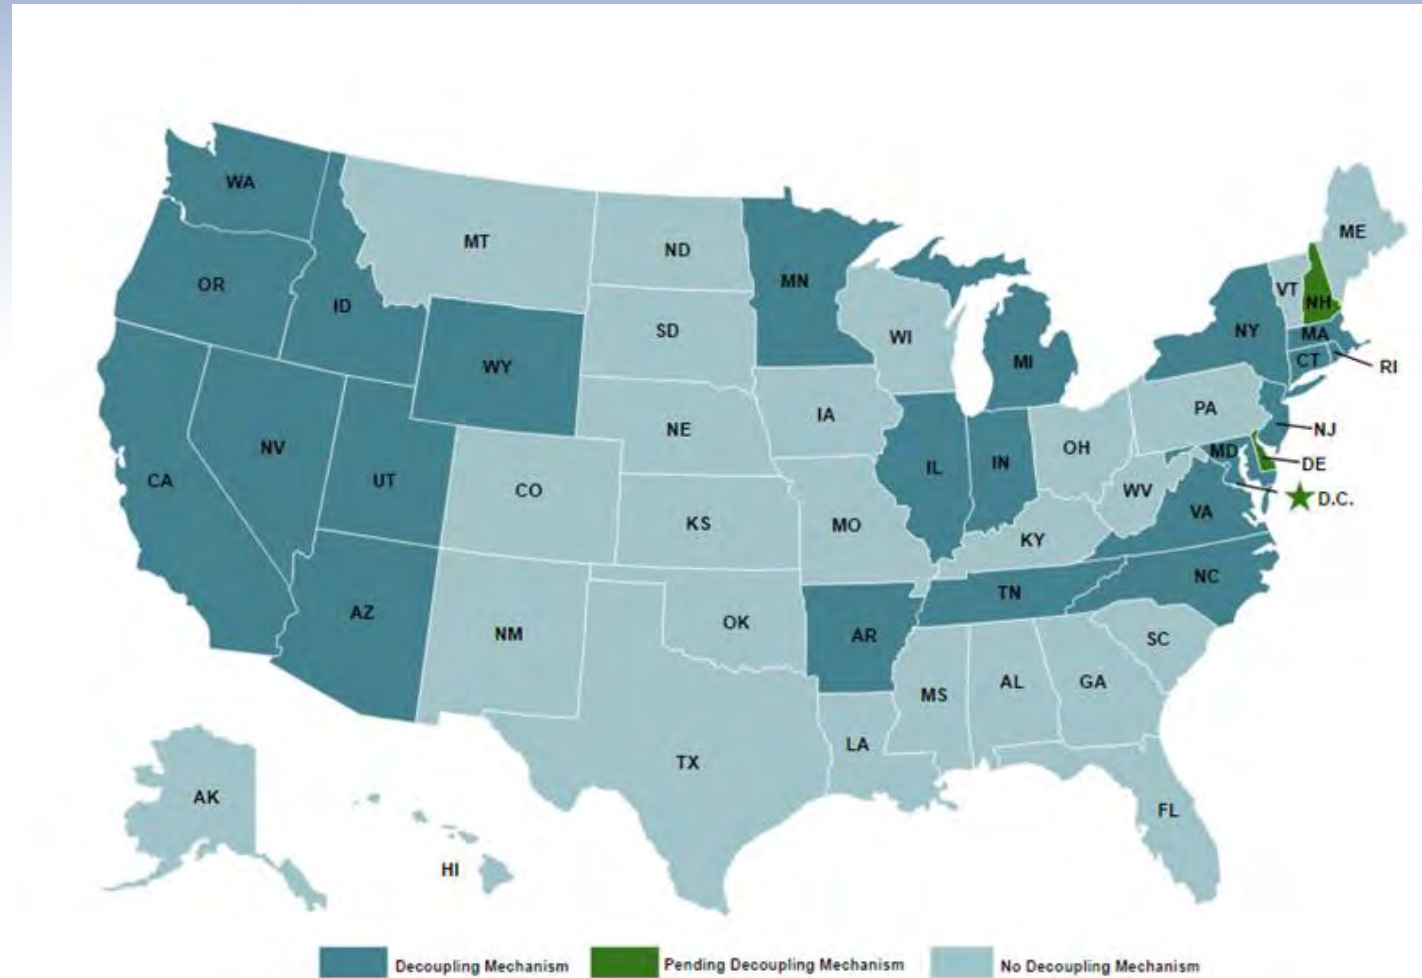 WA
MT
ND
ME
OR
MN
VT
ID
NH
SD
NY
MA
WI
CT
WY
MI
RI
PA
IA
NE
NJ
NV
OH
MD
IL
IN
DE
UT
CA
CO
WV
D.C.
KS
MO
VA
KY
NC
TN
AZ
OK
NM
AR
SC
AL
GA
MS
LA
TX
AK
FL
HI
Decoupling Mechanism
Pending Decoupling Mechanism
No Decoupling Mechanism